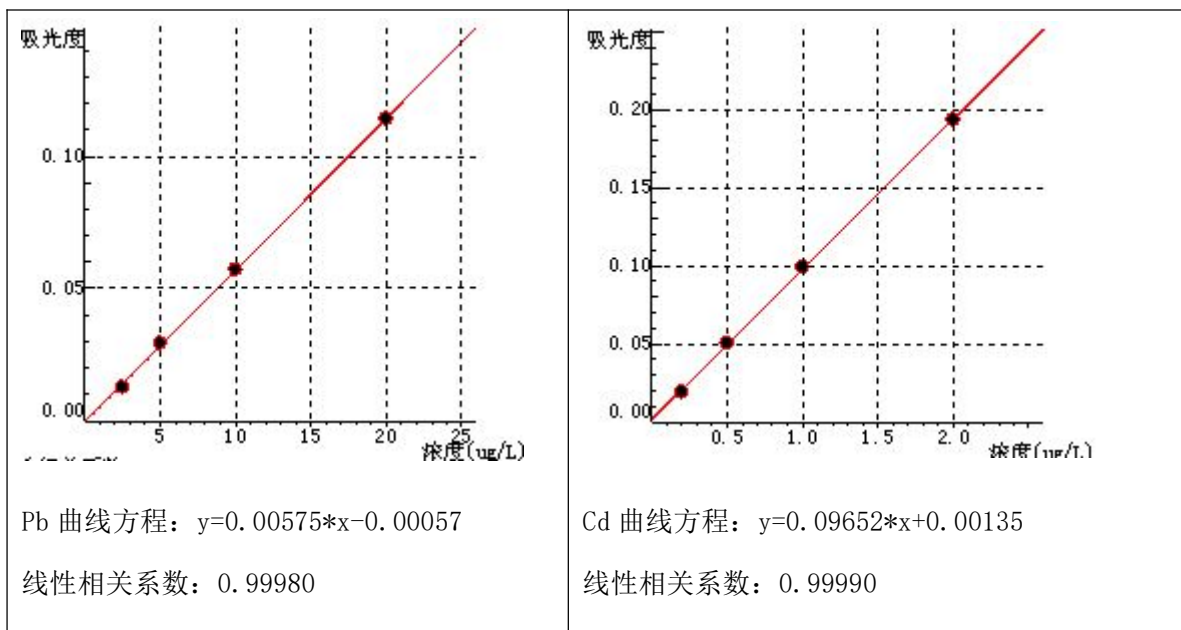 吸光度
0.10
0.05
0.00
5 10 15 20 25
浓度(ug/L)
Pb 曲线方程：y=0.00575*x-0.00057
线性相关系数：0.99980
吸光度
0.20
0.15
0.10
0.05
0.00
0.5 1.0 1.5 2.0
浓度(ug/L)
Cd 曲线方程：y=0.09652*x+0.00135
线性相关系数：0.99990